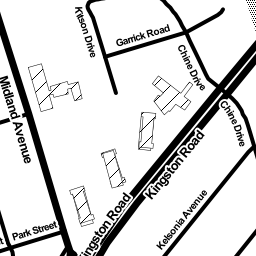 Kitson Drive
Garrick Road
Chine Drive
Midland Avenue
Chine Drive
Kingston Road
Kelsonia Avenue
Kingston Road
Park Street